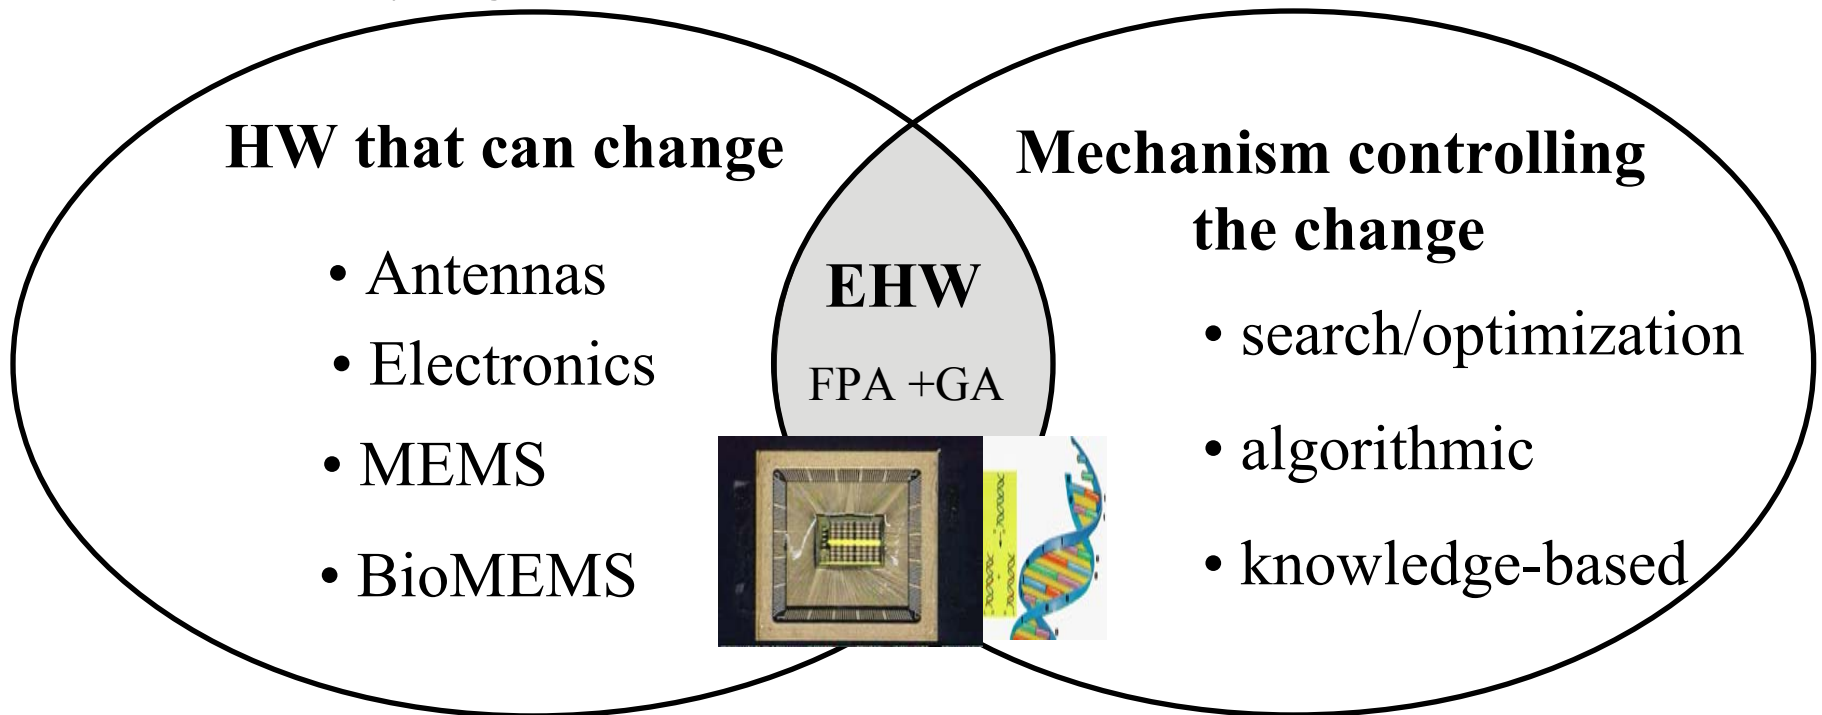 HW that can change
• Antennas
• Electronics
• MEMS
• BioMEMS
EHW
FPA +GA
Mechanism controlling
the change
• search/optimization
• algorithmic
• knowledge-based